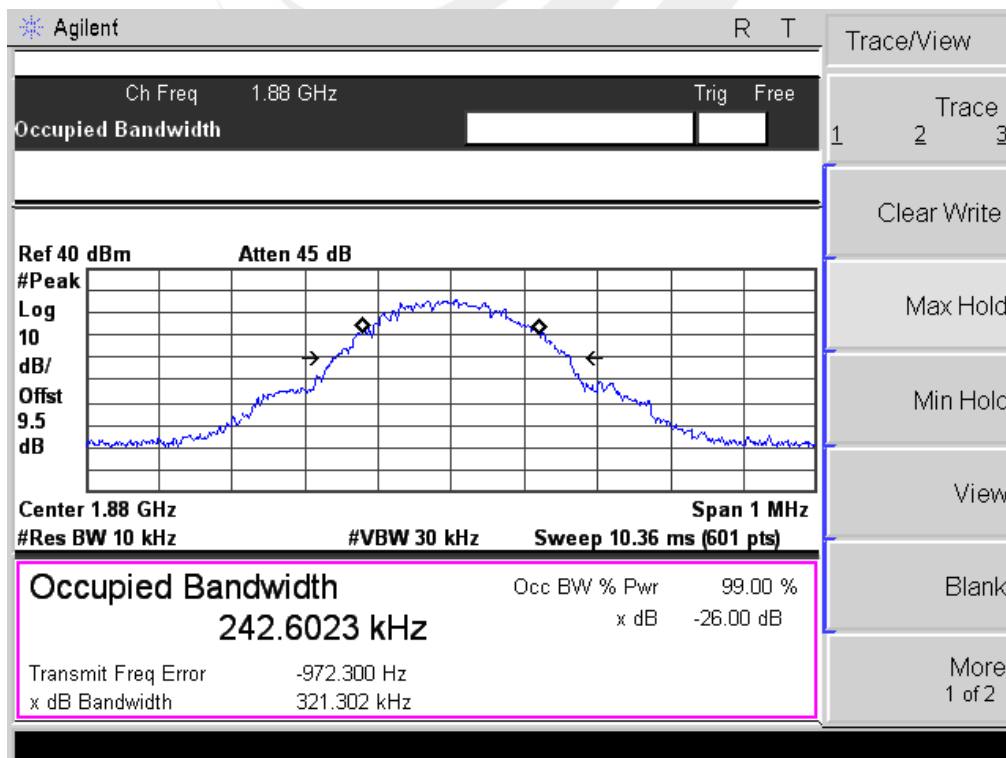 Agilent R T
Ch Freq 1.88 GHz Trig Free
Occupied Bandwidth
Ref 40 dBm Atten 45 dB
#Peak
Log
10
dB/
Offst
9.5
dB
Center 1.88 GHz Span 1 MHz
#Res BW 10 kHz #VBW 30 kHz Sweep 10.36 ms (601 pts)
Occupied Bandwidth
242.6023 kHz
Occ BW % Pwr 99.00 %
x dB -26.00 dB
Transmit Freq Error -972.300 Hz
x dB Bandwidth 321.302 kHz
Trace/View
Trace
1 2 3
Clear Write
Max Hold
Min Hold
View
Blank
More
1 of 2